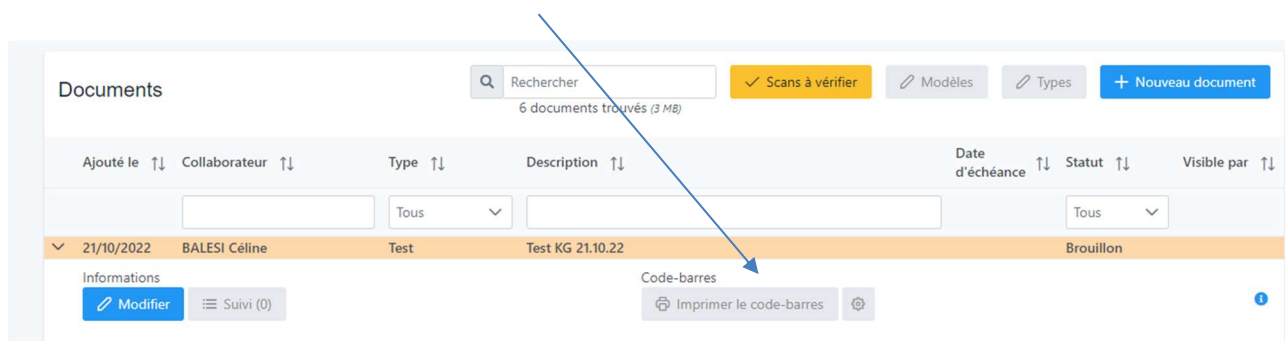 Documents
Rechercher
Scans à vérifier
Modèles
Types
+ Nouveau document
6 documents trouvés (3 MB)
Ajouté le
Collaborateur
Type
Description
Date d'échéance
Statut
Visible par
Tous
Tous
21/10/2022 BALESI Céline Test Test KG 21.10.22 Brouillon
Informations
Code-barres
Modifier
Suivi (0)
Imprimer le code-barres